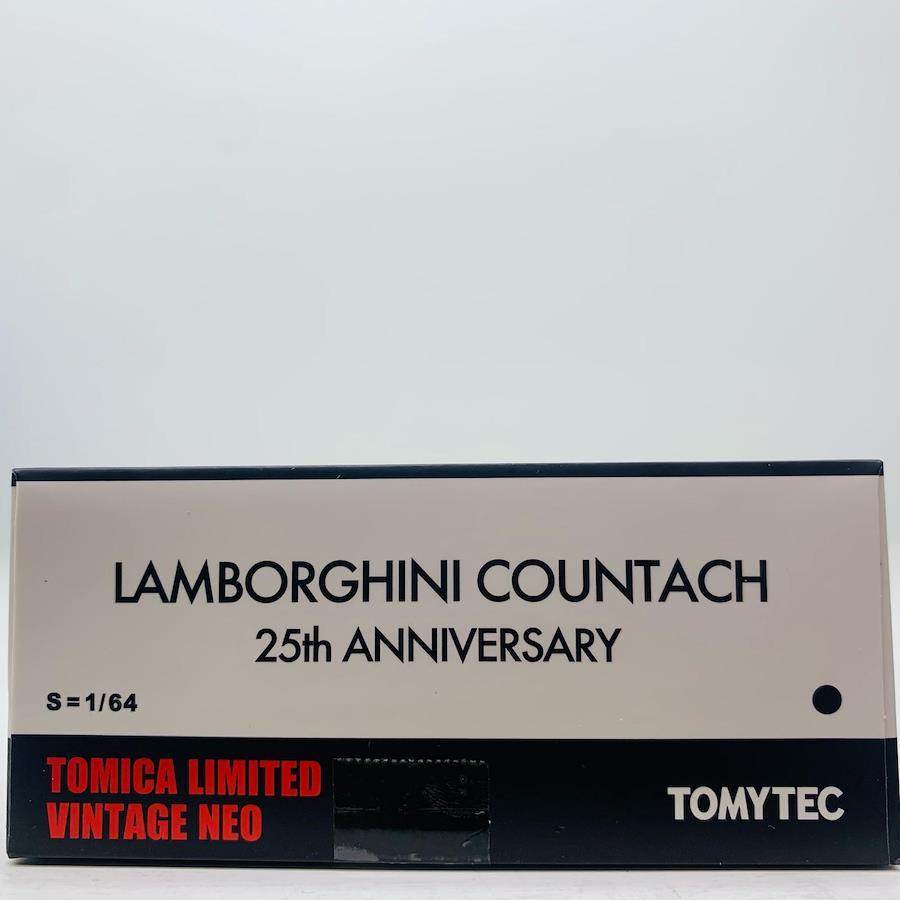 LAMBORGHINI COUNTACH
25th ANNIVERSARY
S=1/64
TOMICA LIMITED
VINTAGE NEO
TOMYTEC